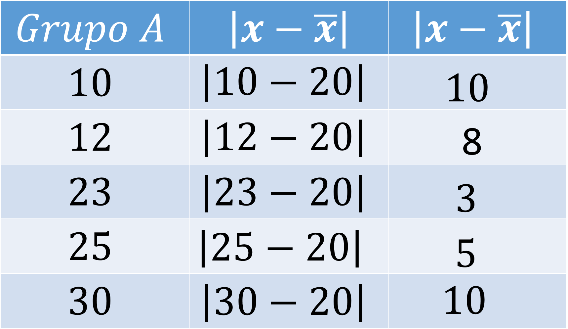 Grupo A |x − x̅| |x − x̅|
10 |10 − 20| 10
12 |12 − 20| 8
23 |23 − 20| 3
25 |25 − 20| 5
30 |30 − 20| 10